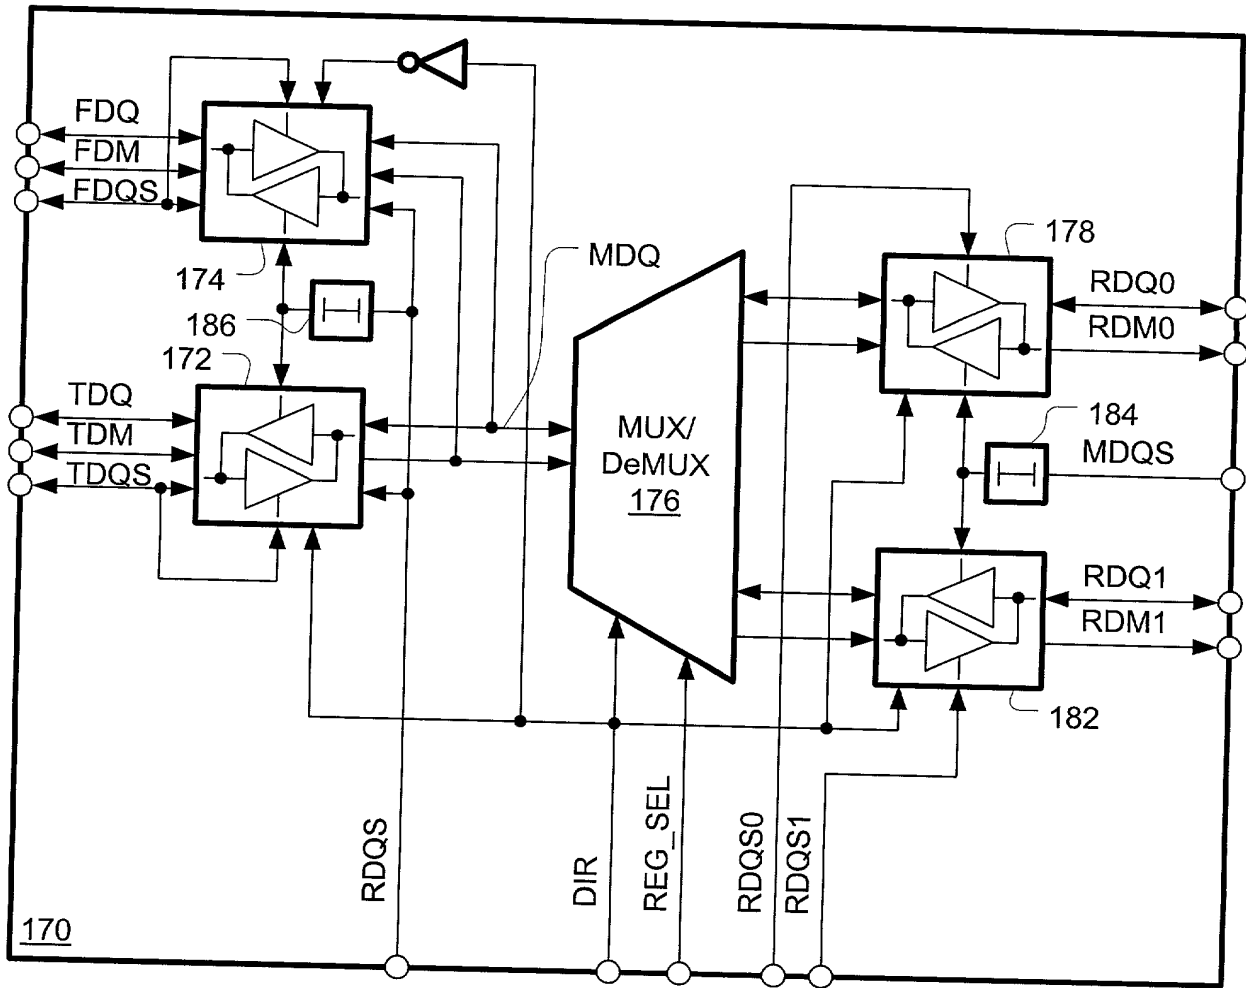 FDQ
FDM
FDQS
174
MDQ
186
172
TDQ
TDM
TDQS
MUX/
DeMUX
176
178
RDQ0
RDM0
184
MDQS
RDQ1
RDM1
182
RDQS
DIR
REG_SEL
RDQS0
RDQS1
170